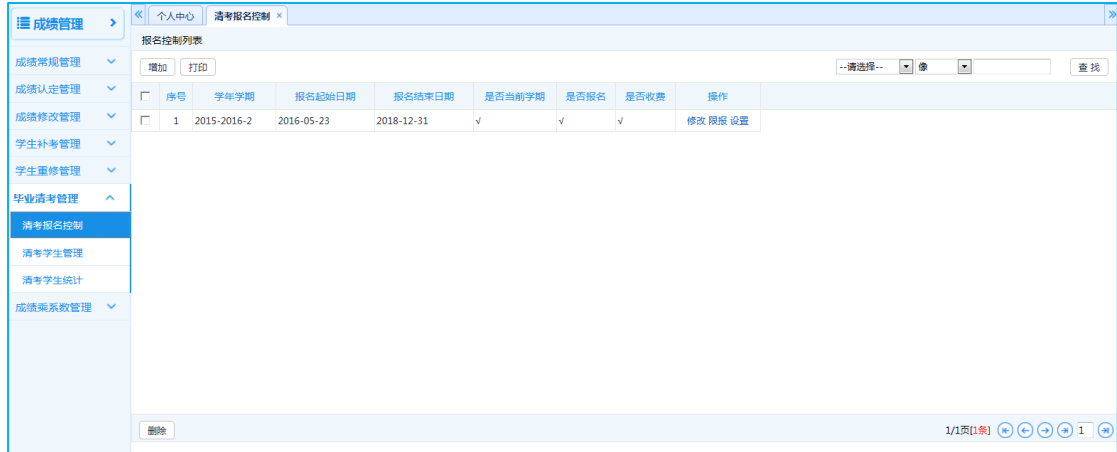 成绩管理
个人中心 清考报名控制 ×
报名控制列表
增加 打印 --请选择-- 像 查 找
成绩常规管理
成绩认定管理
成绩修改管理
学生补考管理
学生重修管理
毕业清考管理
清考报名控制
清考学生管理
清考学生统计
成绩乘系数管理
序号 学年学期 报名起始日期 报名结束日期 是否当前学期 是否报名 是否收费 操作
1 2015-2016-2 2016-05-23 2018-12-31 √ √ √ 修改 限报 设置
删除 1/1页[1条] 1